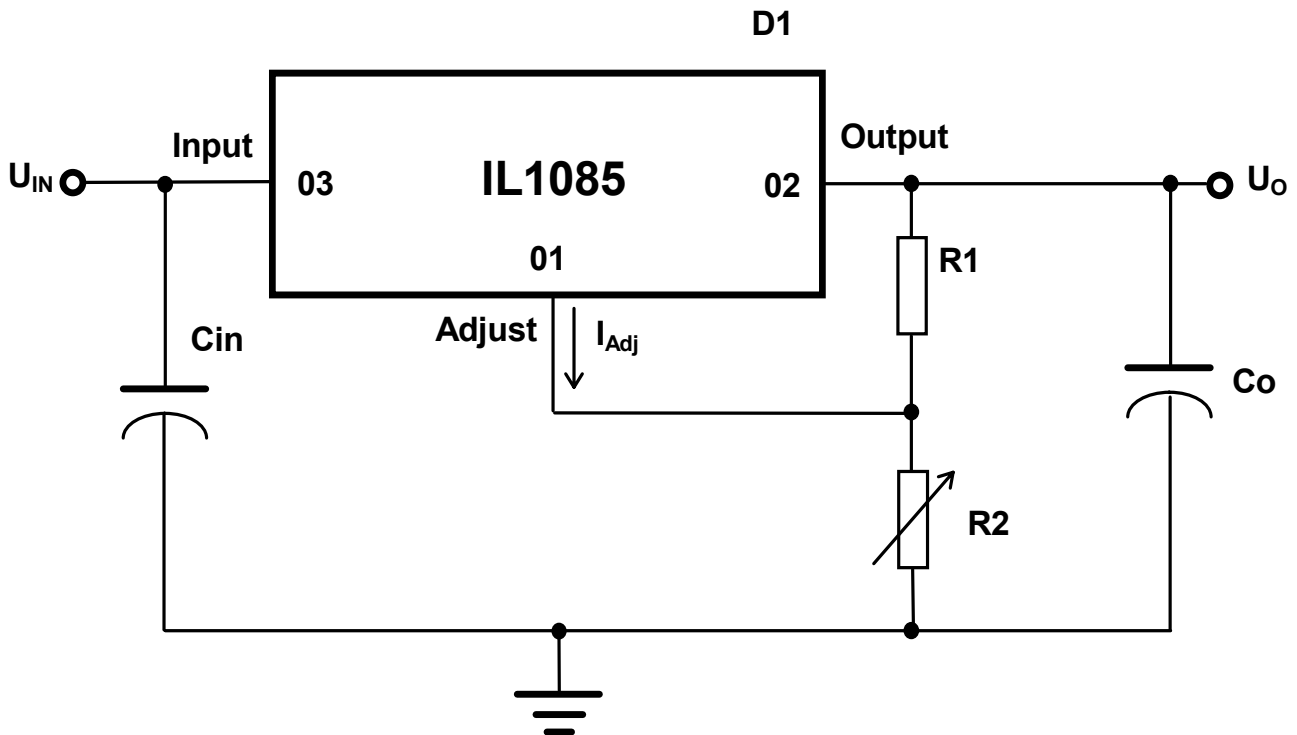 D1
Input
Output
U_IN
03
IL1085
02
U_O
01
R1
Adjust
I_Adj
Cin
Co
R2